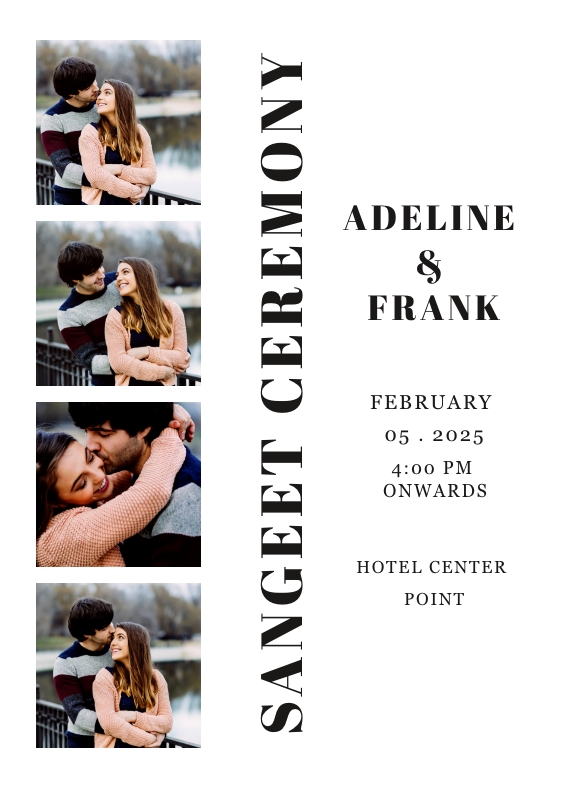 SANGEET CEREMONY
ADELINE
&
FRANK
FEBRUARY
05 . 2025
4:00 PM
ONWARDS
HOTEL CENTER
POINT